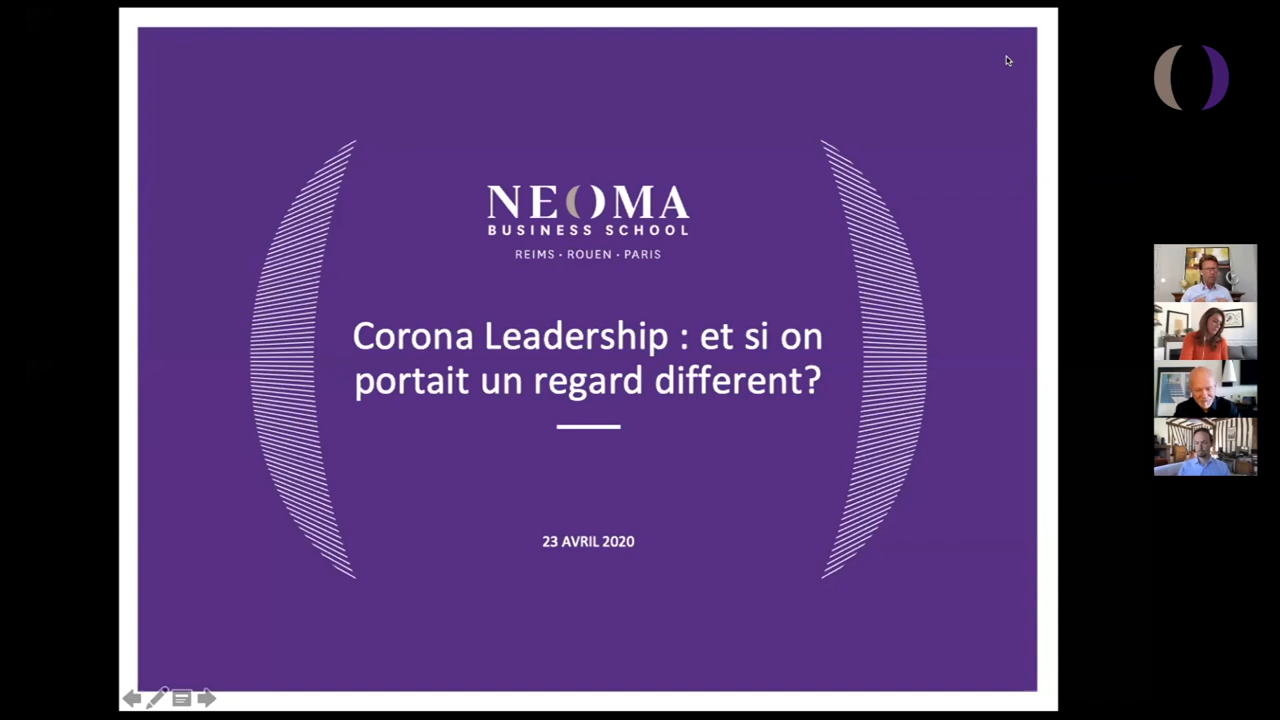 NEOMA
BUSINESS SCHOOL
REIMS • ROUEN • PARIS
Corona Leadership : et si on
portait un regard different?
23 AVRIL 2020